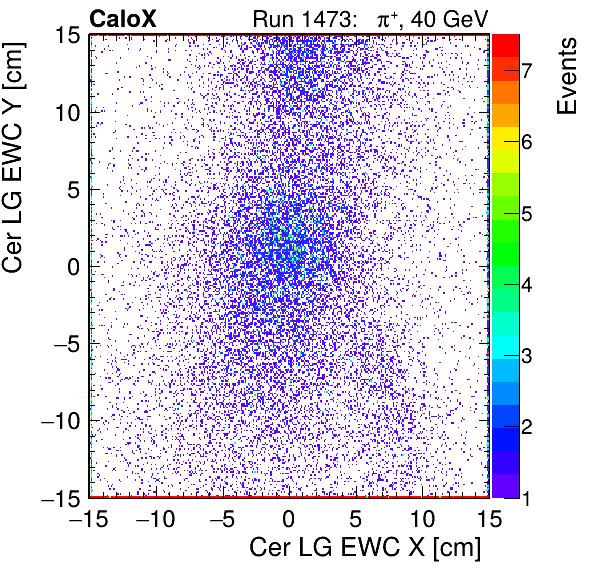 CaloX Run 1473: π⁺, 40 GeV
Events
Cer LG EWC Y [cm]
15
10
5
0
−5
−10
−15
7
6
5
4
3
2
1
−15 −10 −5 0 5 10 15
Cer LG EWC X [cm]